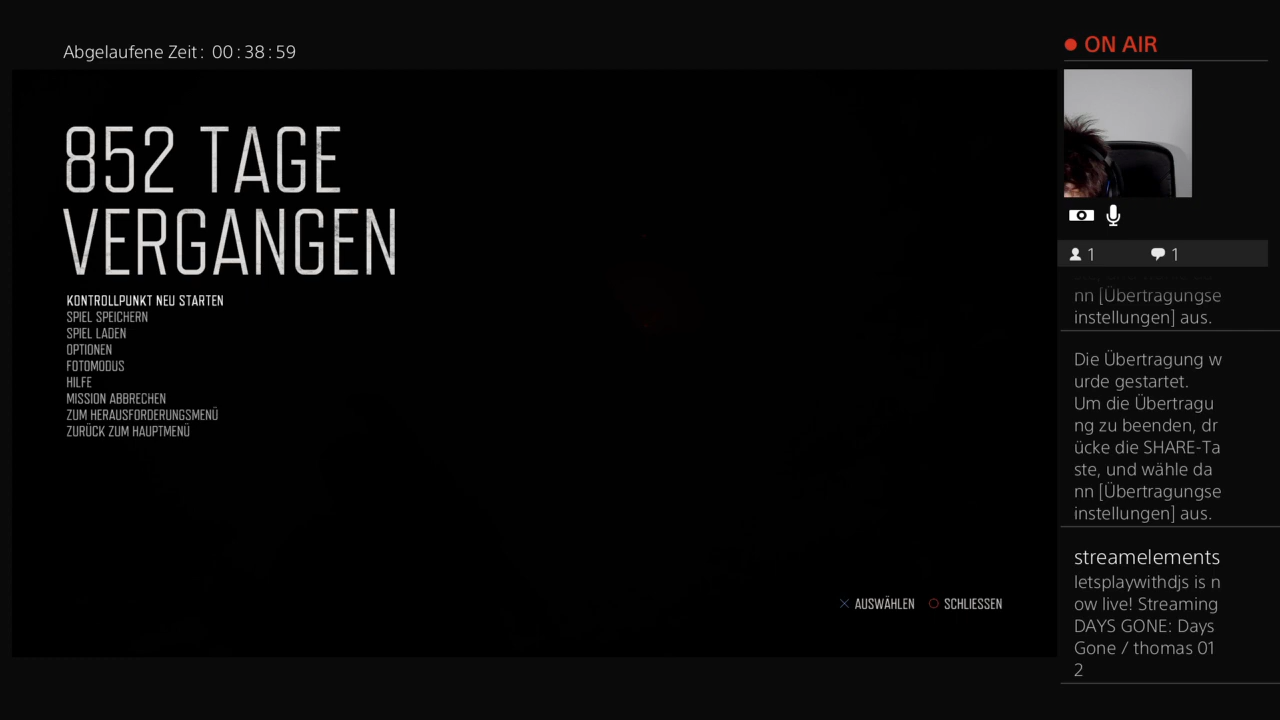 Abgelaufene Zeit: 00:38:59
852 TAGE
VERGANGEN
KONTROLLPUNKT NEU STARTEN
SPIEL SPEICHERN
SPIEL LADEN
OPTIONEN
FOTOMODUS
HILFE
MISSION ABBRECHEN
ZUM HERAUSFORDERUNGSMENÜ
ZURÜCK ZUM HAUPTMENÜ
AUSWÄHLEN
SCHLIESSEN
ON AIR
1
1
nn [Übertragungse
instellungen] aus.
Die Übertragung w
urde gestartet.
Um die Übertragu
ng zu beenden, dr
ücke die SHARE-Ta
ste, und wähle da
nn [Übertragungse
instellungen] aus.
streamelements
letsplaywithdjs is n
ow live! Streaming
DAYS GONE: Days
Gone / thomas 01
2